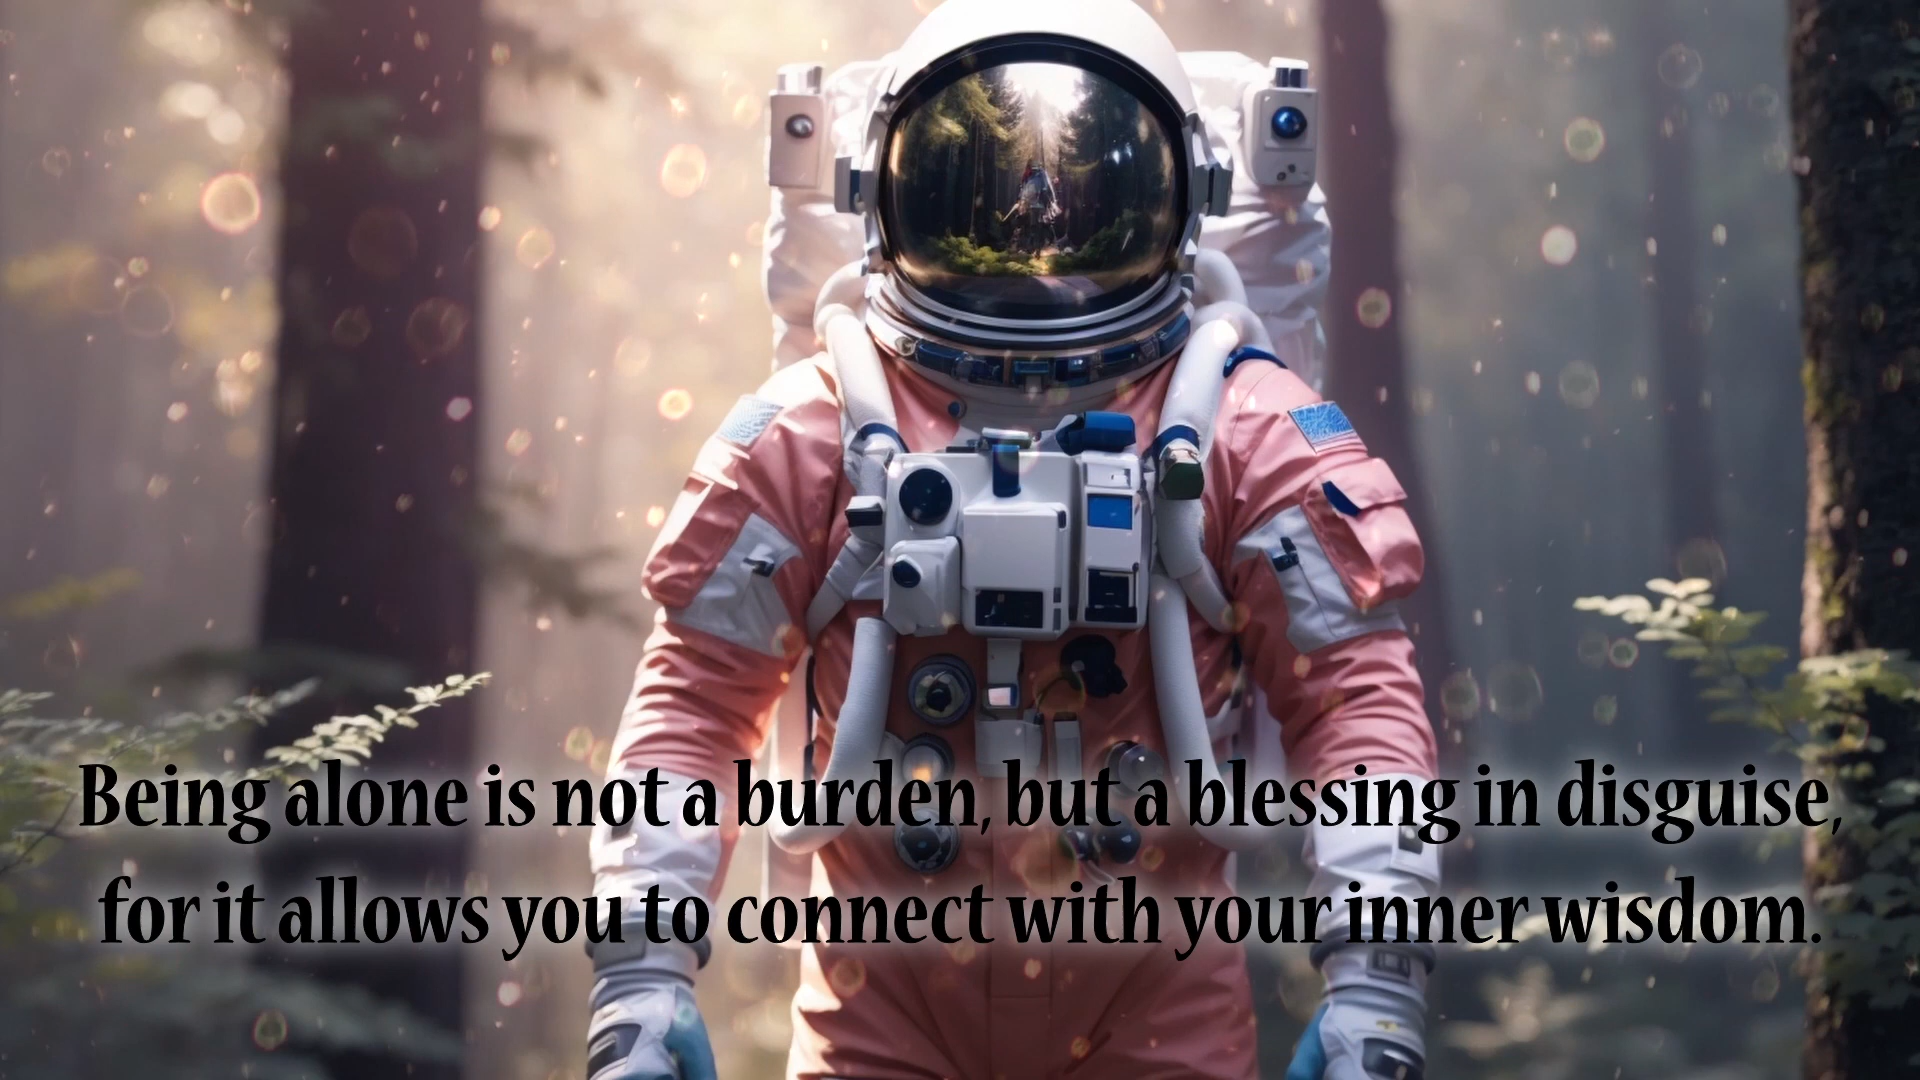 Being alone is not a burden, but a blessing in disguise,
for it allows you to connect with your inner wisdom.